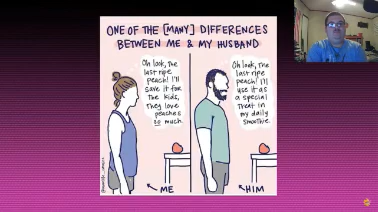 ONE OF THE [MANY] DIFFERENCES
BETWEEN ME & MY HUSBAND
Oh look, the
last ripe
peach! I'll
save it for
the kids,
they love
peaches
so much.
Oh look, the
last ripe
peach! I'll
use it as
a special
treat in
my daily
smoothie.
ME
HIM